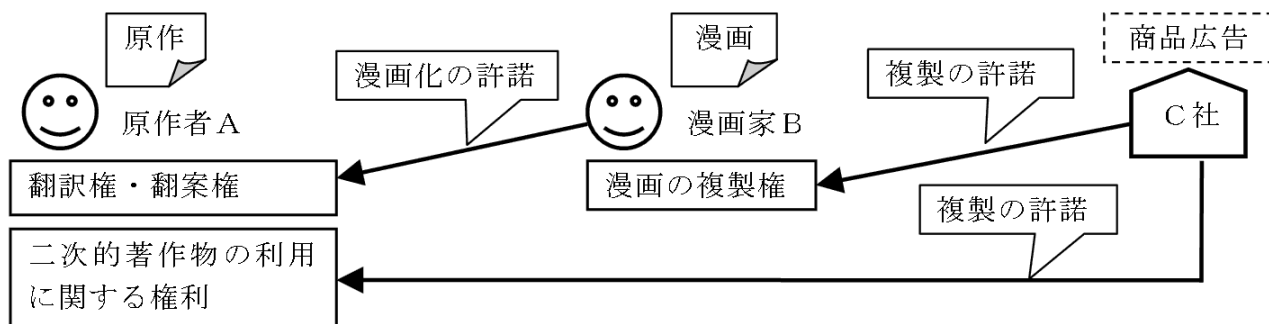 原作
漫画
商品広告
漫画化の許諾
複製の許諾
原作者A
漫画家B
C社
翻訳権・翻案権
漫画の複製権
複製の許諾
二次的著作物の利用
に関する権利